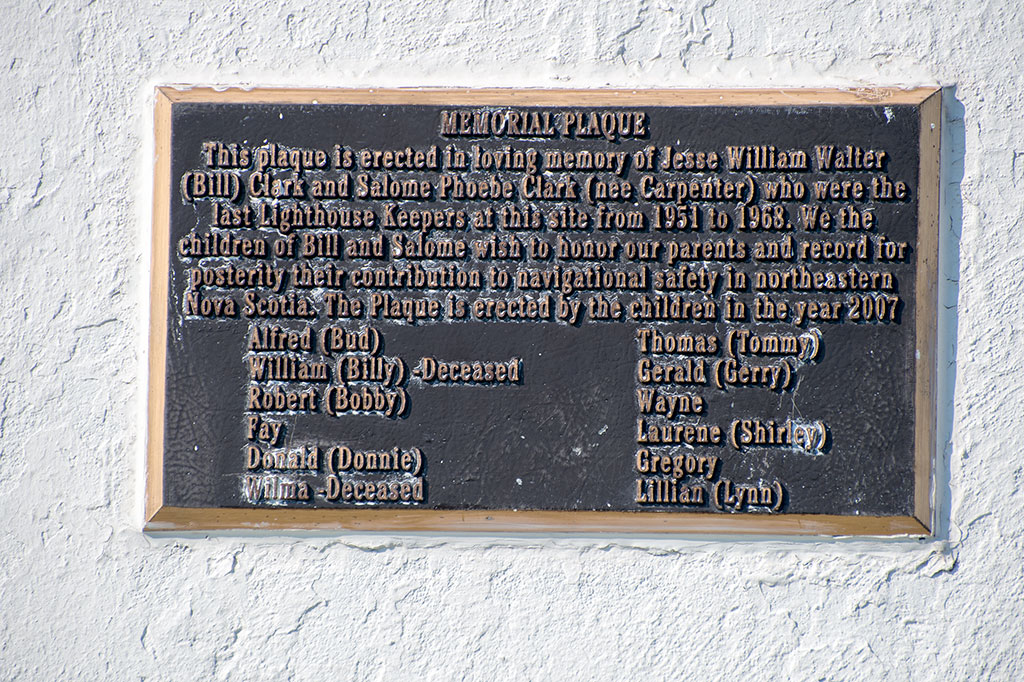 MEMORIAL PLAQUE
This plaque is erected in loving memory of Jesse William Walter
(Bill) Clark and Salome Phoebe Clark (nee Carpenter) who were the
last Lighthouse Keepers at this site from 1951 to 1968. We the
children of Bill and Salome wish to honor our parents and record for
posterity their contribution to navigational safety in northeastern
Nova Scotia. The Plaque is erected by the children in the year 2007
Alfred (Bud)
William (Billy) -Deceased
Robert (Bobby)
Fay
Donald (Donnie)
Wilma -Deceased
Thomas (Tommy)
Gerald (Gerry)
Wayne
Laurene (Shirley)
Gregory
Lillian (Lynn)